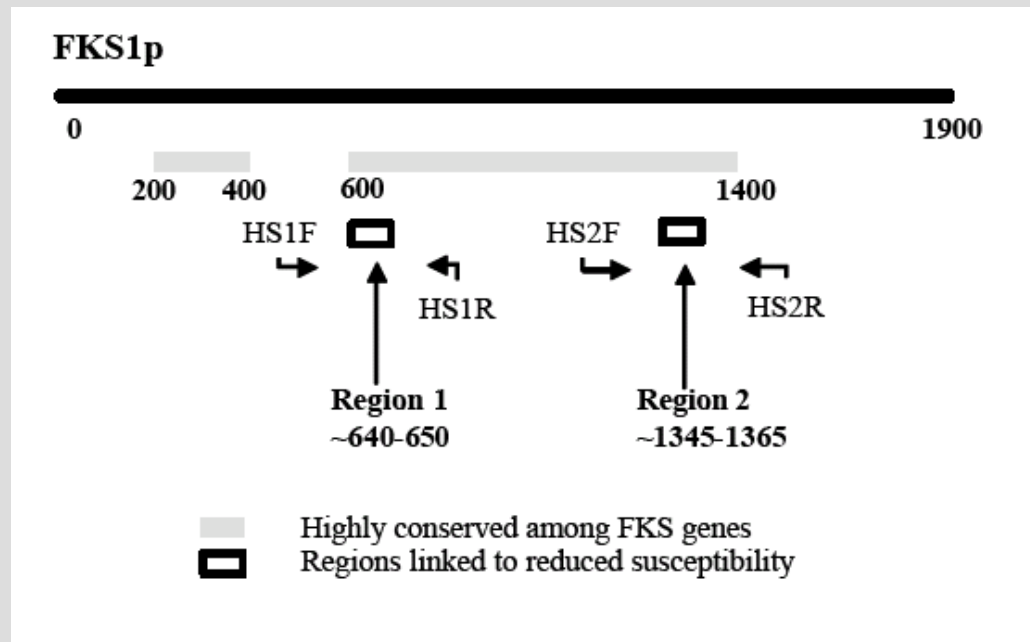 FKS1p
0 1900
200 400 600 1400
HS1F HS2F
HS1R HS2R
Region 1 Region 2
~640-650 ~1345-1365
Highly conserved among FKS genes
Regions linked to reduced susceptibility